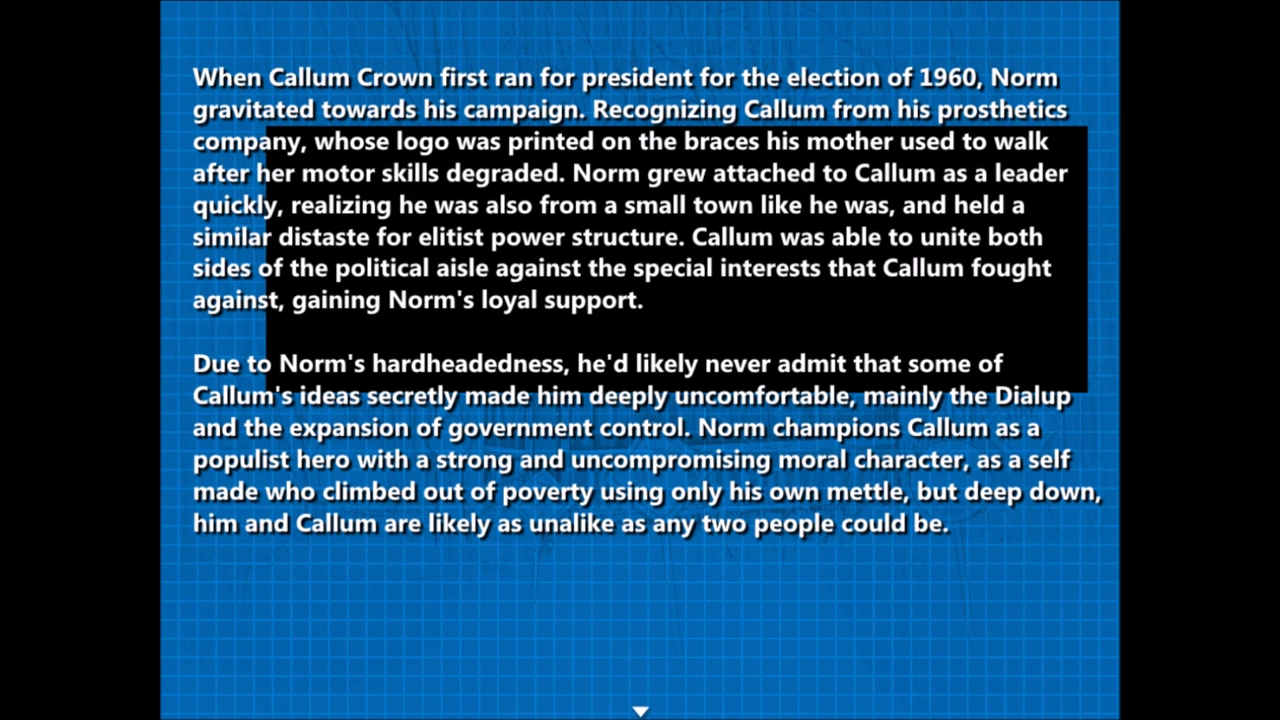 When Callum Crown first ran for president for the election of 1960, Norm
gravitated towards his campaign. Recognizing Callum from his prosthetics
company, whose logo was printed on the braces his mother used to walk
after her motor skills degraded. Norm grew attached to Callum as a leader
quickly, realizing he was also from a small town like he was, and held a
similar distaste for elitist power structure. Callum was able to unite both
sides of the political aisle against the special interests that Callum fought
against, gaining Norm's loyal support.
Due to Norm's hardheadedness, he'd likely never admit that some of
Callum's ideas secretly made him deeply uncomfortable, mainly the Dialup
and the expansion of government control. Norm champions Callum as a
populist hero with a strong and uncompromising moral character, as a self
made who climbed out of poverty using only his own mettle, but deep down,
him and Callum are likely as unalike as any two people could be.